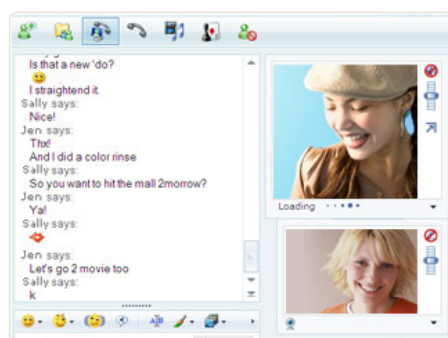 Is that a new 'do?
I straightend it.
Sally says:
Nice!
Jen says:
Thx!
And I did a color rinse
Sally says:
So you want to hit the mall 2morrow?
Jen says:
Ya!
Sally says:
Jen says:
Let's go 2 movie too
Sally says:
k
Loading